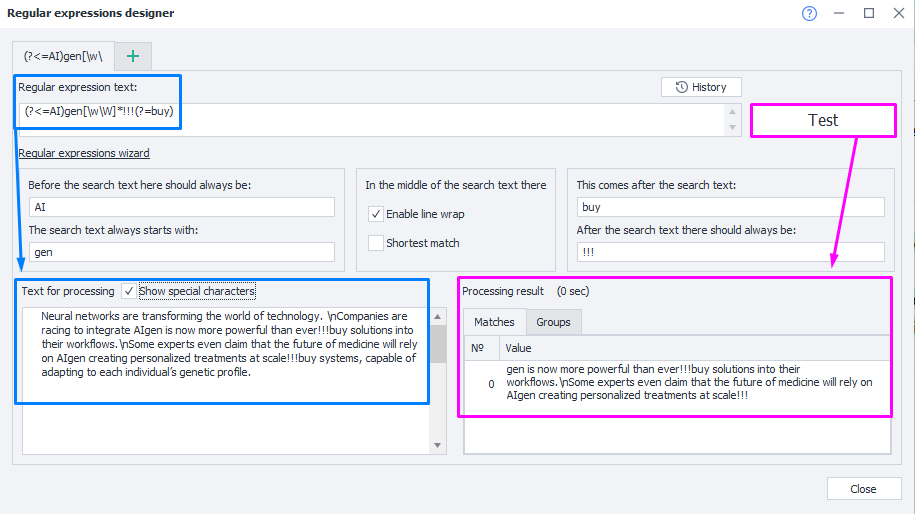 Regular expressions designer
(?<=AI)gen[\w\
Regular expression text:
History
(?<=AI)gen[\w\W]*!!!(?=buy)
Test
Regular expressions wizard
Before the search text here should always be:
AI
The search text always starts with:
gen
In the middle of the search text there
Enable line wrap
Shortest match
This comes after the search text:
buy
After the search text there should always be:
!!!
Text for processing
Show special characters
Neural networks are transforming the world of technology. \nCompanies are
racing to integrate AIgen is now more powerful than ever!!!buy solutions into
their workflows.\nSome experts even claim that the future of medicine will rely
on AIgen creating personalized treatments at scale!!!buy systems, capable of
adapting to each individual's genetic profile.
Processing result (0 sec)
Matches
Groups
Nº Value
0
gen is now more powerful than ever!!!buy solutions into their
workflows.\nSome experts even claim that the future of medicine will rely on
AIgen creating personalized treatments at scale!!!
Close